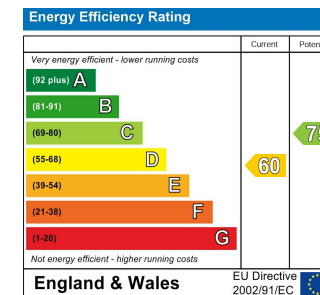 Energy Efficiency Rating
Current
Very energy efficient - lower running costs
(92 plus) A
(81-91) B
(69-80) C
(55-68) D
60
(39-54) E
(21-38) F
(1-20) G
Not energy efficient - higher running costs
England & Wales
EU Directive
2002/91/EC